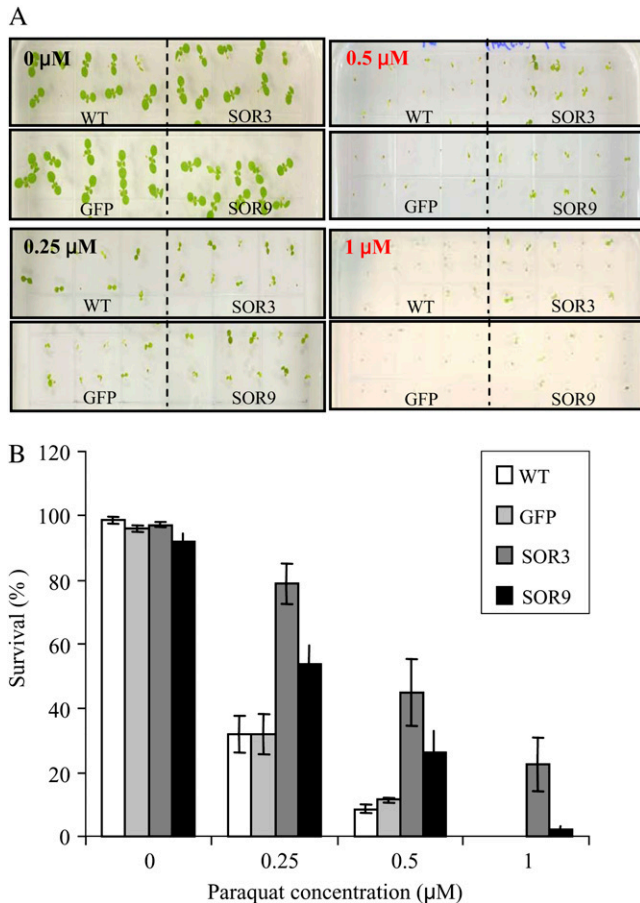 A
0 µM
WT
SOR3
GFP
SOR9
0.25 µM
WT
SOR3
GFP
SOR9
0.5 µM
WT
SOR3
GFP
SOR9
1 µM
WT
SOR3
GFP
SOR9
B
120
100
80
60
40
20
0
Survival (%)
WT
GFP
SOR3
SOR9
0
0.25
0.5
1
Paraquat concentration (µM)